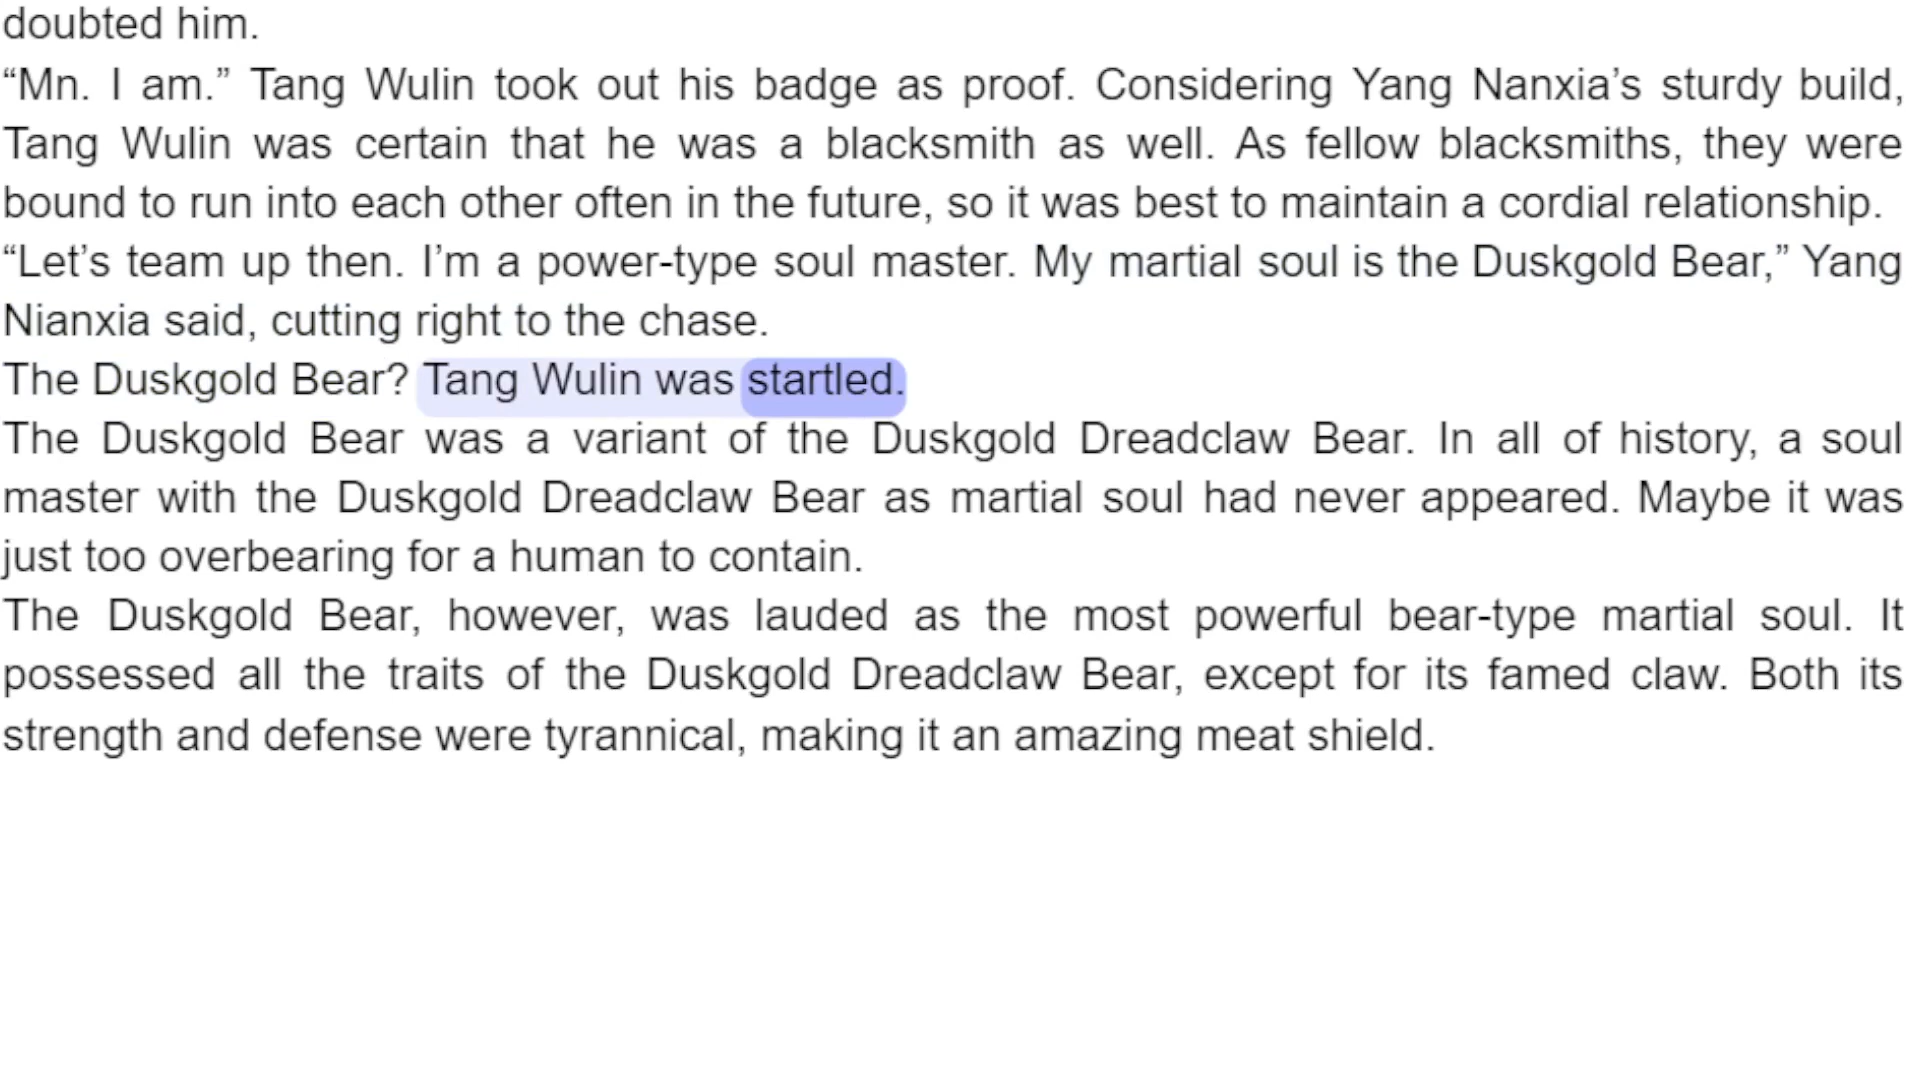 doubted him.
“Mn. I am.” Tang Wulin took out his badge as proof. Considering Yang Nanxia’s sturdy build,
Tang Wulin was certain that he was a blacksmith as well. As fellow blacksmiths, they were
bound to run into each other often in the future, so it was best to maintain a cordial relationship.
“Let’s team up then. I’m a power-type soul master. My martial soul is the Duskgold Bear,” Yang
Nianxia said, cutting right to the chase.
The Duskgold Bear? Tang Wulin was startled.
The Duskgold Bear was a variant of the Duskgold Dreadclaw Bear. In all of history, a soul
master with the Duskgold Dreadclaw Bear as martial soul had never appeared. Maybe it was
just too overbearing for a human to contain.
The Duskgold Bear, however, was lauded as the most powerful bear-type martial soul. It
possessed all the traits of the Duskgold Dreadclaw Bear, except for its famed claw. Both its
strength and defense were tyrannical, making it an amazing meat shield.